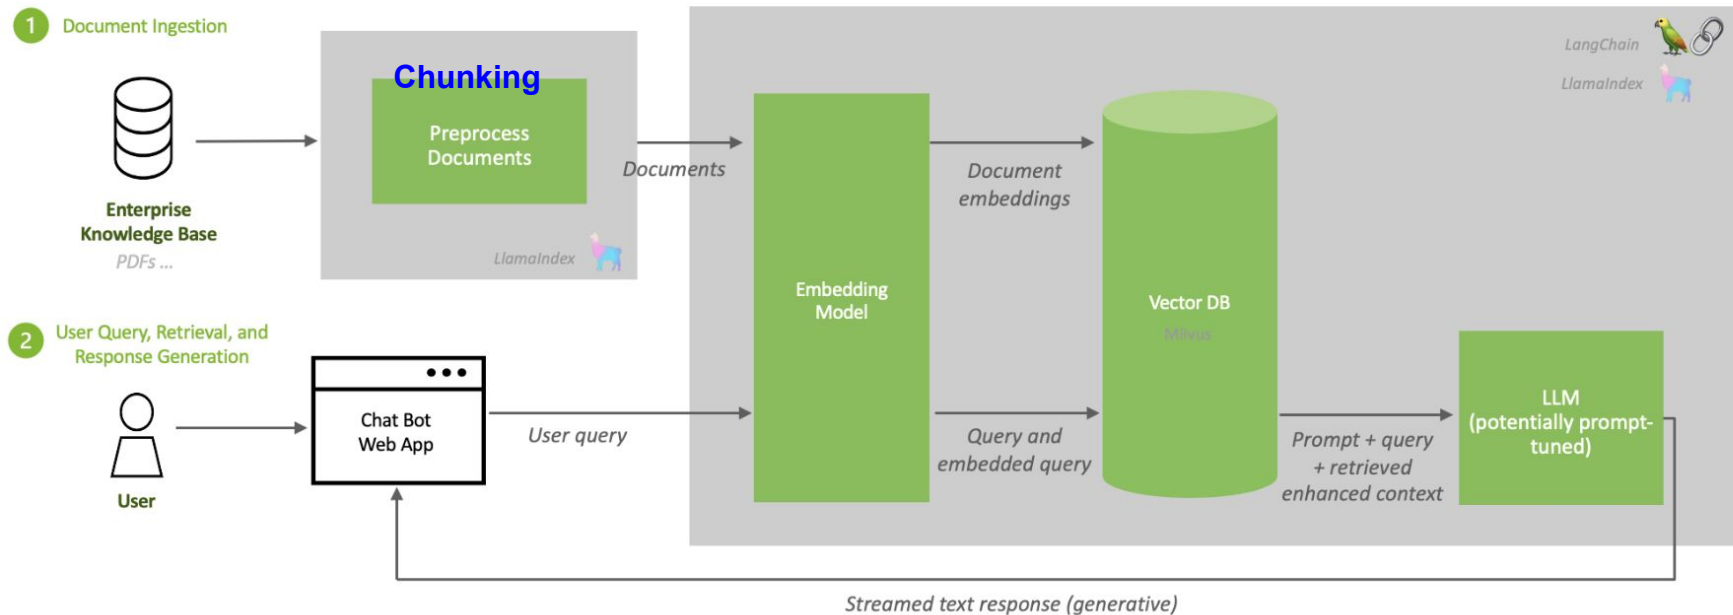 1
Document Ingestion
Chunking
Preprocess
Documents
LlamaIndex
Enterprise
Knowledge Base
PDFs ...
Documents
LangChain
LlamaIndex
Embedding
Model
Document
embeddings
Vector DB
Milvus
2
User Query, Retrieval, and
Response Generation
User
Chat Bot
Web App
User query
Query and
embedded query
Prompt + query
+ retrieved
enhanced context
LLM
(potentially prompt-
tuned)
Streamed text response (generative)